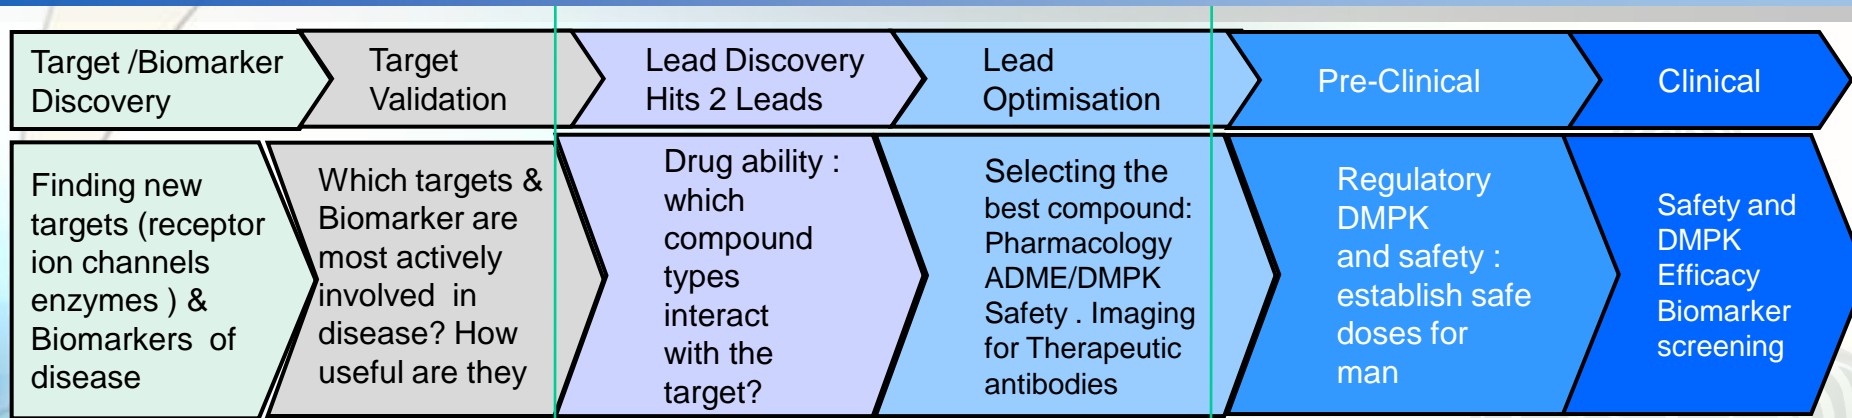 Target /Biomarker
Discovery
Target
Validation
Lead Discovery
Hits 2 Leads
Lead
Optimisation
Pre-Clinical
Clinical
Finding new
targets (receptor
ion channels
enzymes ) &
Biomarkers of
disease
Which targets &
Biomarker are
most actively
involved in
disease? How
useful are they
Drug ability :
which
compound
types
interact
with the
target?
Selecting the
best compound:
Pharmacology
ADME/DMPK
Safety . Imaging
for Therapeutic
antibodies
Regulatory
DMPK
and safety :
establish safe
doses for
man
Safety and
DMPK
Efficacy
Biomarker
screening